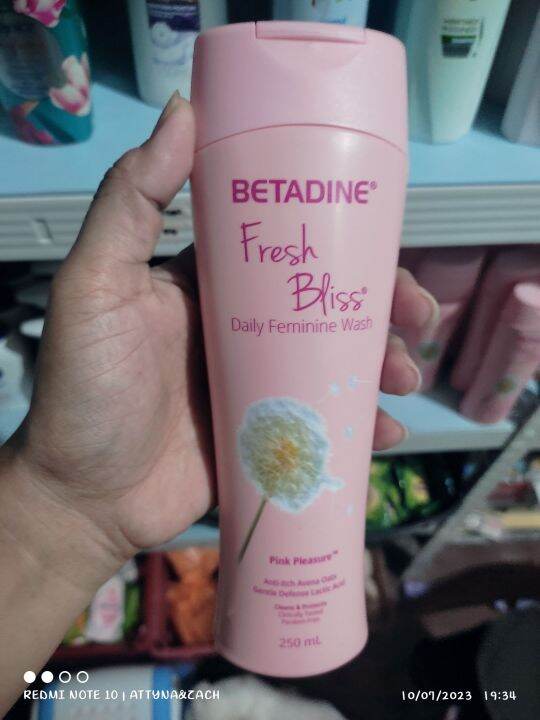 BETADINE®
Fresh
Bliss®
Daily Feminine Wash
Pink Pleasure™
Anti-Itch Avena Oats
Gentle Defense Lactic Acid
Cleans & Protects
Clinically Tested
Paraben-Free
250 mL
REDMI NOTE 10 | ATTYNA&ZACH
10/07/2023 19:34